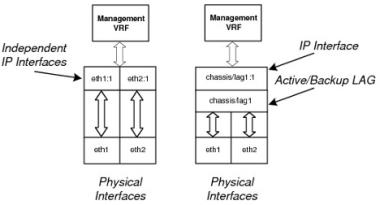 Management
VRF
Independent
IP Interfaces
eth1:1
eth2:1
eth1
eth2
Physical
Interfaces
Management
VRF
IP Interface
chassis/lag1:1
Active/Backup LAG
chassis/lag1
eth1
eth2
Physical
Interfaces